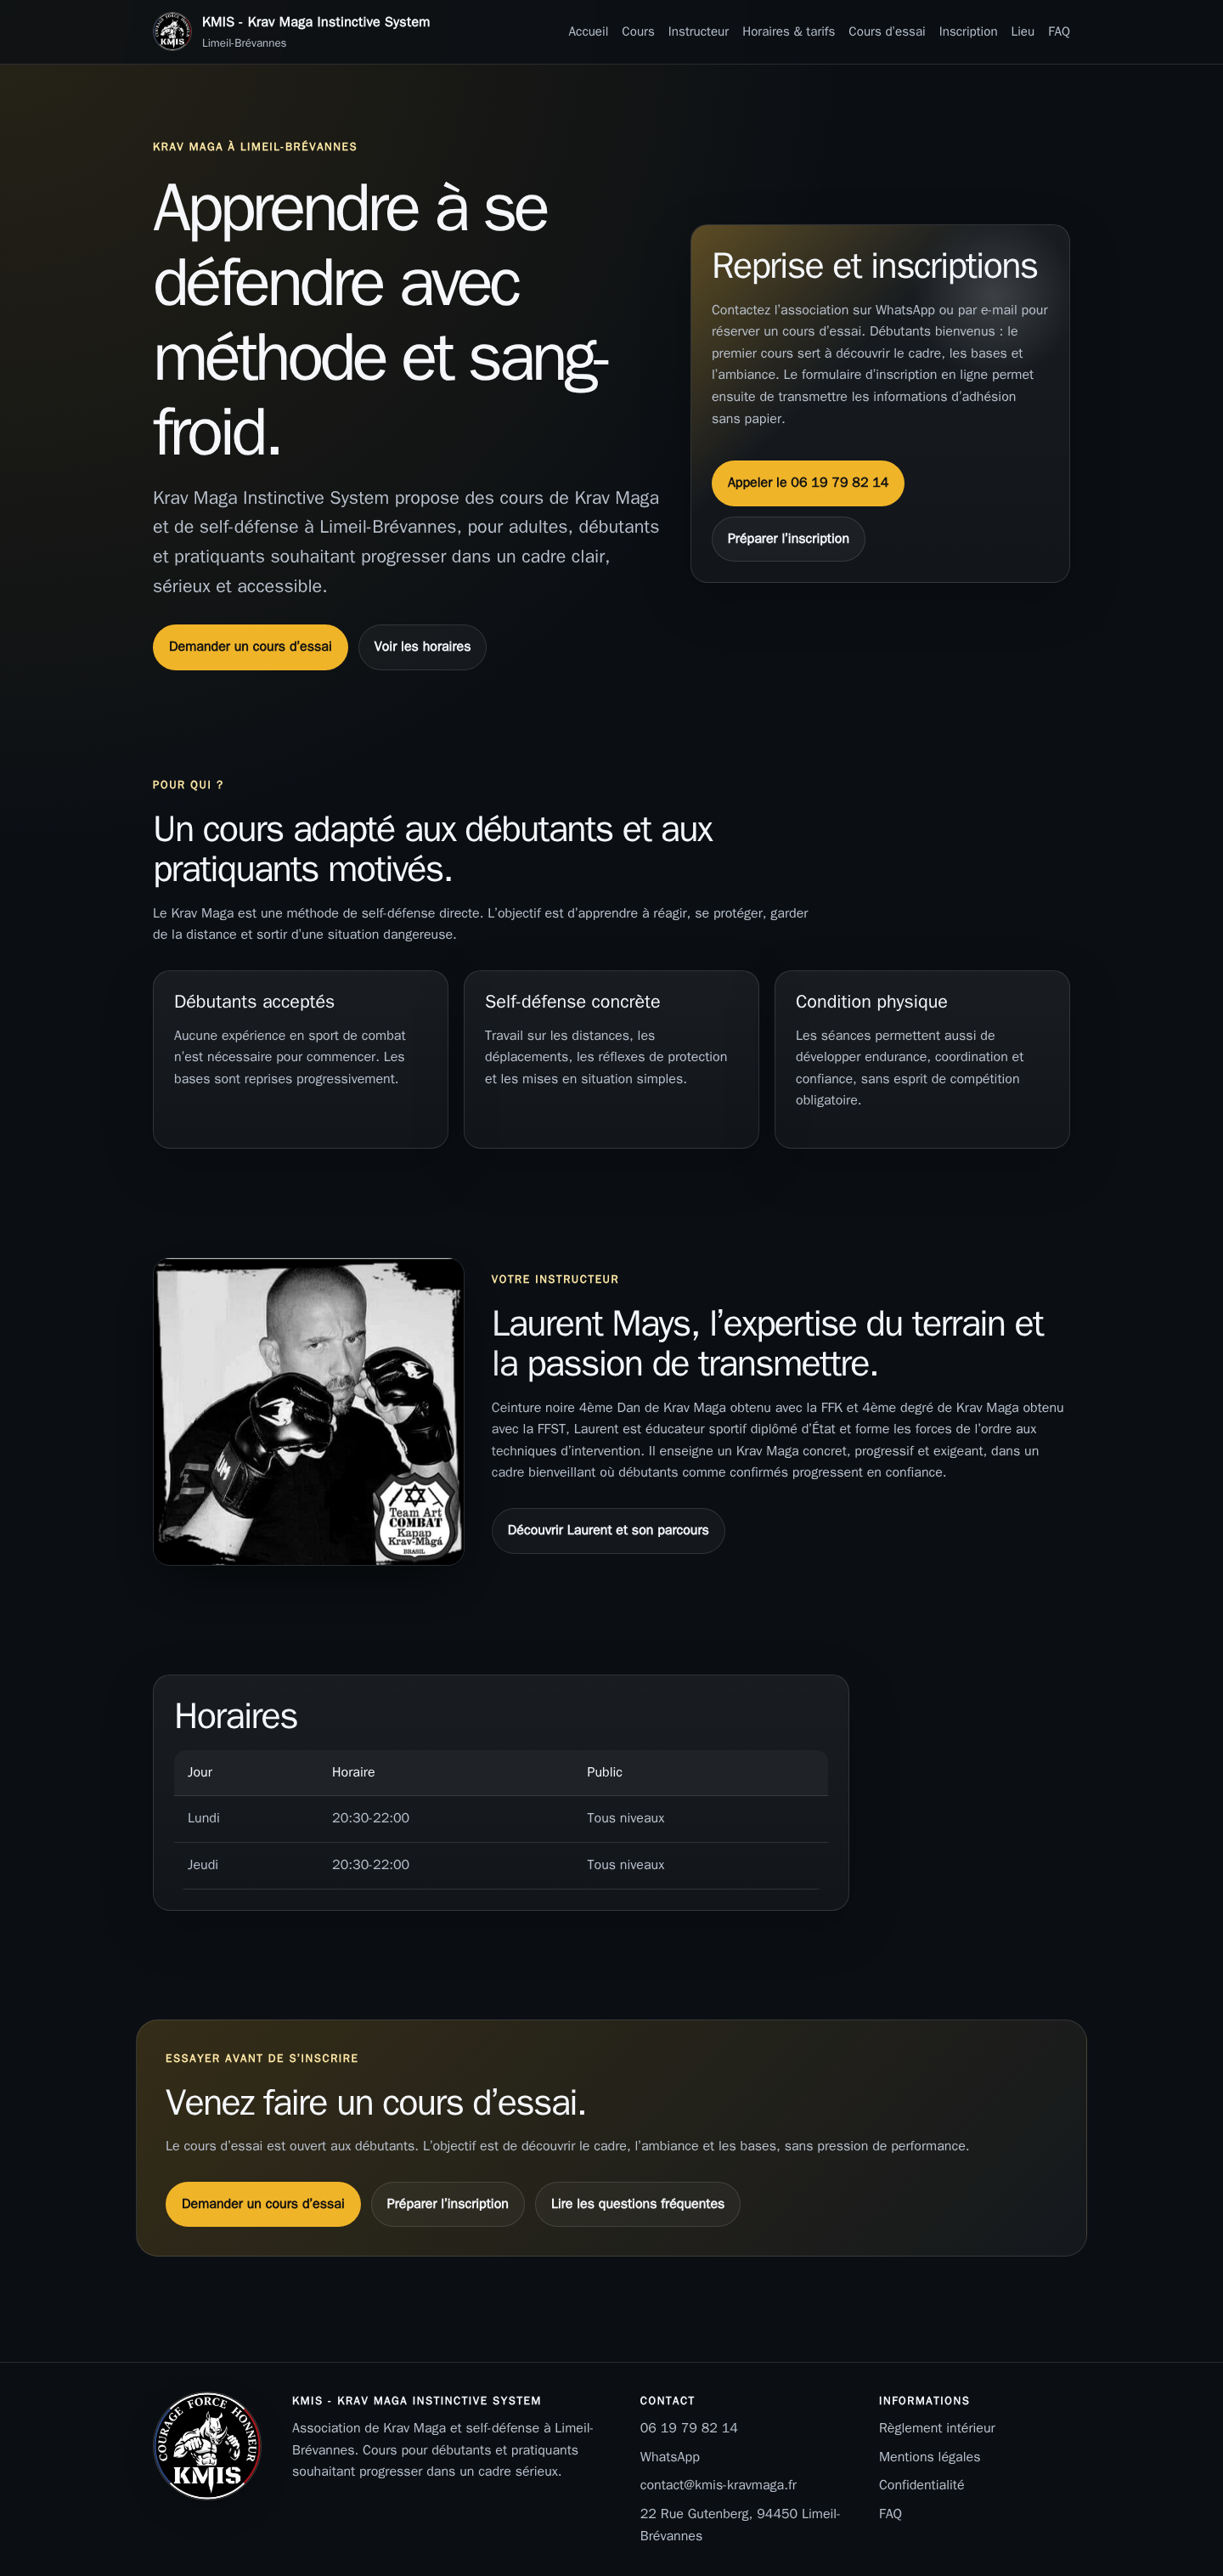 KMIS - Krav Maga Instinctive System
Limeil-Brévannes
Accueil Cours Instructeur Horaires & tarifs Cours d’essai Inscription Lieu FAQ
KRAV MAGA À LIMEIL-BRÉVANNES
Apprendre à se
défendre avec
méthode et sang-
froid.
Krav Maga Instinctive System propose des cours de Krav Maga
et de self-défense à Limeil-Brévannes, pour adultes, débutants
et pratiquants souhaitant progresser dans un cadre clair,
sérieux et accessible.
Demander un cours d’essai
Voir les horaires
Reprise et inscriptions
Contactez l’association sur WhatsApp ou par e-mail pour
réserver un cours d’essai. Débutants bienvenus : le
premier cours sert à découvrir le cadre, les bases et
l’ambiance. Le formulaire d’inscription en ligne permet
ensuite de transmettre les informations d’adhésion
sans papier.
Appeler le 06 19 79 82 14
Préparer l’inscription
POUR QUI ?
Un cours adapté aux débutants et aux
pratiquants motivés.
Le Krav Maga est une méthode de self-défense directe. L’objectif est d’apprendre à réagir, se protéger, garder
de la distance et sortir d’une situation dangereuse.
Débutants acceptés
Aucune expérience en sport de combat
n’est nécessaire pour commencer. Les
bases sont reprises progressivement.
Self-défense concrète
Travail sur les distances, les
déplacements, les réflexes de protection
et les mises en situation simples.
Condition physique
Les séances permettent aussi de
développer endurance, coordination et
confiance, sans esprit de compétition
obligatoire.
Team Art
COMBAT
Kapap
Krav-Magá
BRASIL
VOTRE INSTRUCTEUR
Laurent Mays, l’expertise du terrain et
la passion de transmettre.
Ceinture noire 4ème Dan de Krav Maga obtenu avec la FFK et 4ème degré de Krav Maga obtenu
avec la FFST, Laurent est éducateur sportif diplômé d’État et forme les forces de l’ordre aux
techniques d’intervention. Il enseigne un Krav Maga concret, progressif et exigeant, dans un
cadre bienveillant où débutants comme confirmés progressent en confiance.
Découvrir Laurent et son parcours
Horaires
Jour Horaire Public
Lundi 20:30-22:00 Tous niveaux
Jeudi 20:30-22:00 Tous niveaux
ESSAYER AVANT DE S’INSCRIRE
Venez faire un cours d’essai.
Le cours d’essai est ouvert aux débutants. L’objectif est de découvrir le cadre, l’ambiance et les bases, sans pression de performance.
Demander un cours d’essai
Préparer l’inscription
Lire les questions fréquentes
COURAGE FORCE HONNEUR
KMIS
KMIS - KRAV MAGA INSTINCTIVE SYSTEM
Association de Krav Maga et self-défense à Limeil-
Brévannes. Cours pour débutants et pratiquants
souhaitant progresser dans un cadre sérieux.
CONTACT
06 19 79 82 14
WhatsApp
contact@kmis-kravmaga.fr
22 Rue Gutenberg, 94450 Limeil-
Brévannes
INFORMATIONS
Règlement intérieur
Mentions légales
Confidentialité
FAQ